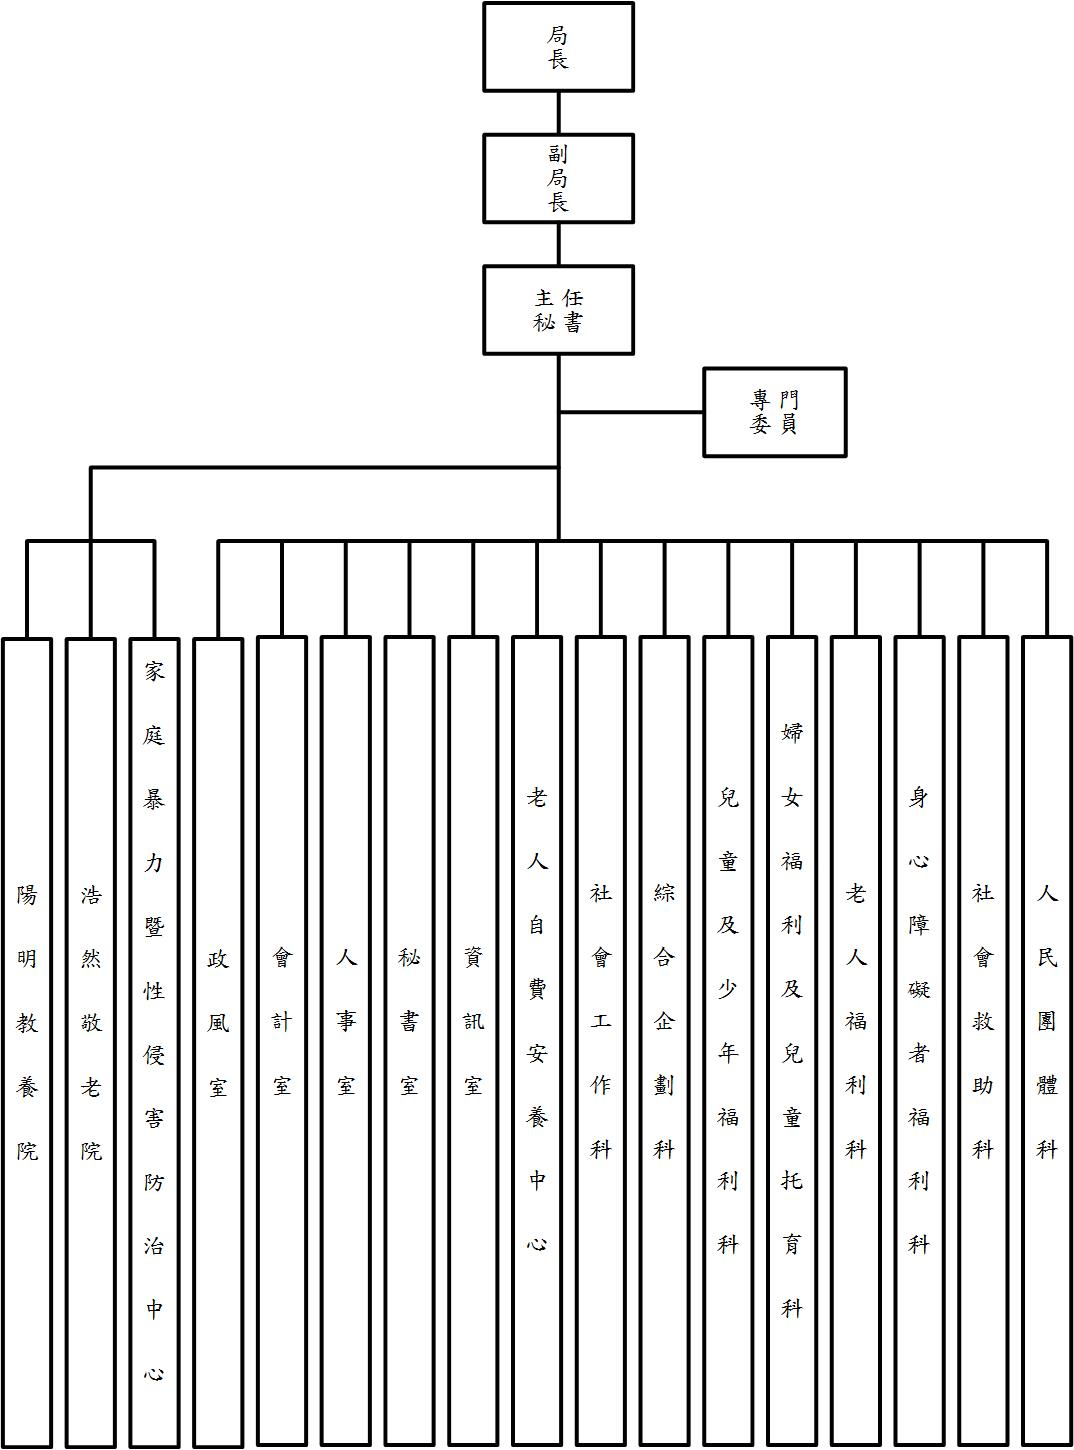 局
長
副
局
長
主任
秘書
專門
委員
陽明教養院
浩然敬老院
家庭暴力暨性侵害防治中心
政風室
會計室
人事室
秘書室
資訊室
老人自費安養中心
社會工作科
綜合企劃科
兒童及少年福利科
婦女福利及兒童托育科
老人福利科
身心障礙者福利科
社會救助科
人民團體科